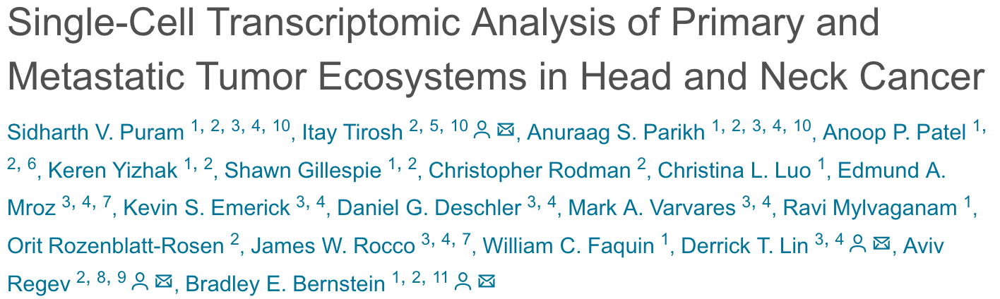 Single-Cell Transcriptomic Analysis of Primary and
Metastatic Tumor Ecosystems in Head and Neck Cancer
Sidharth V. Puram 1, 2, 3, 4, 10, Itay Tirosh 2, 5, 10, Anuraag S. Parikh 1, 2, 3, 4, 10, Anoop P. Patel 1,
2, 6, Keren Yizhak 1, 2, Shawn Gillespie 1, 2, Christopher Rodman 2, Christina L. Luo 1, Edmund A.
Mroz 3, 4, 7, Kevin S. Emerick 3, 4, Daniel G. Deschler 3, 4, Mark A. Varvares 3, 4, Ravi Mylvaganam 1,
Orit Rozenblatt-Rosen 2, James W. Rocco 3, 4, 7, William C. Faquin 1, Derrick T. Lin 3, 4, Aviv
Regev 2, 8, 9, Bradley E. Bernstein 1, 2, 11